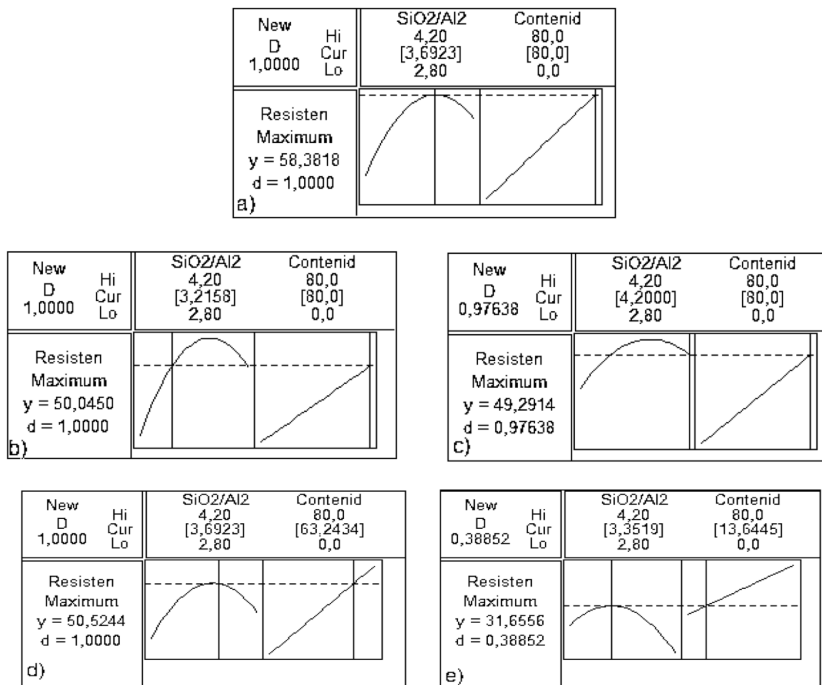 New
D
1,0000
Hi
Cur
Lo
SiO2/Al2
4,20
[3,6923]
2,80
Contenid
80,0
[80,0]
0,0
Resisten
Maximum
y = 58,3818
d = 1,0000
a)
New
D
1,0000
Hi
Cur
Lo
SiO2/Al2
4,20
[3,2158]
2,80
Contenid
80,0
[80,0]
0,0
Resisten
Maximum
y = 50,0450
d = 1,0000
b)
New
D
0,97638
Hi
Cur
Lo
SiO2/Al2
4,20
[4,2000]
2,80
Contenid
80,0
[80,0]
0,0
Resisten
Maximum
y = 49,2914
d = 0,97638
c)
New
D
1,0000
Hi
Cur
Lo
SiO2/Al2
4,20
[3,6923]
2,80
Contenid
80,0
[63,2434]
0,0
Resisten
Maximum
y = 50,5244
d = 1,0000
d)
New
D
0,38852
Hi
Cur
Lo
SiO2/Al2
4,20
[3,3519]
2,80
Contenid
80,0
[13,6445]
0,0
Resisten
Maximum
y = 31,6556
d = 0,38852
e)